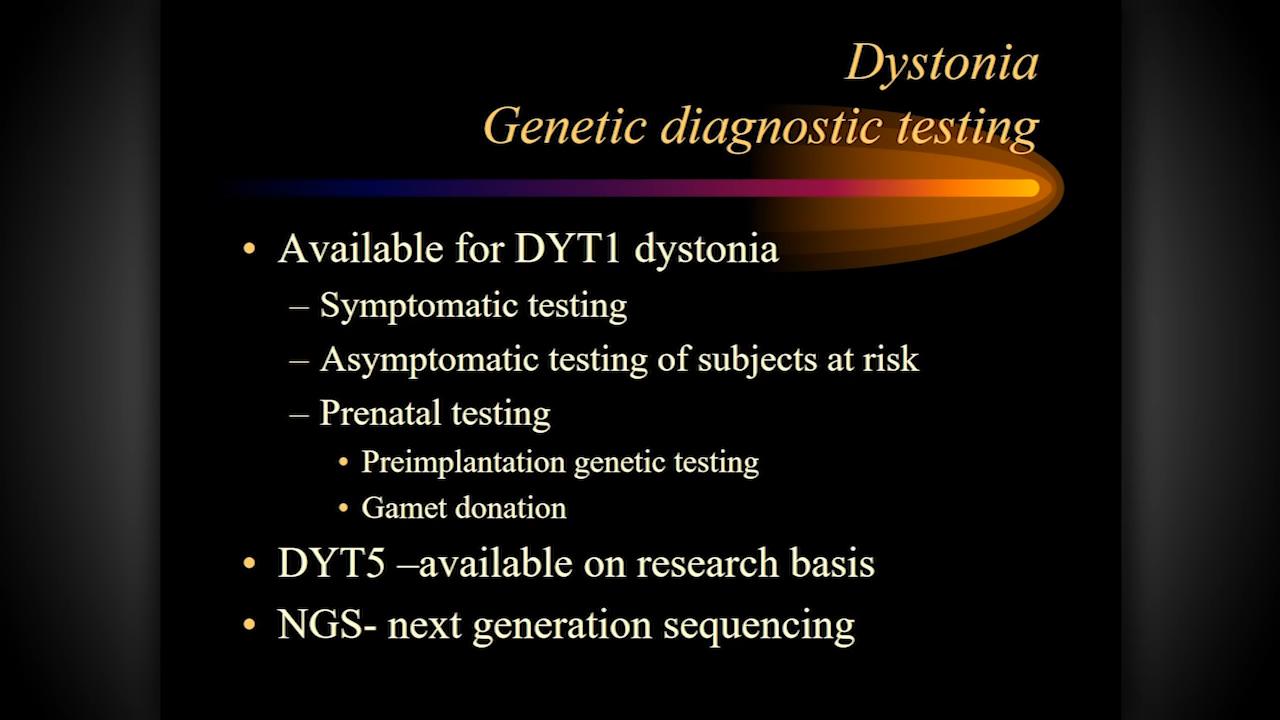 Dystonia
Genetic diagnostic testing
• Available for DYT1 dystonia
– Symptomatic testing
– Asymptomatic testing of subjects at risk
– Prenatal testing
• Preimplantation genetic testing
• Gamet donation
• DYT5 –available on research basis
• NGS- next generation sequencing